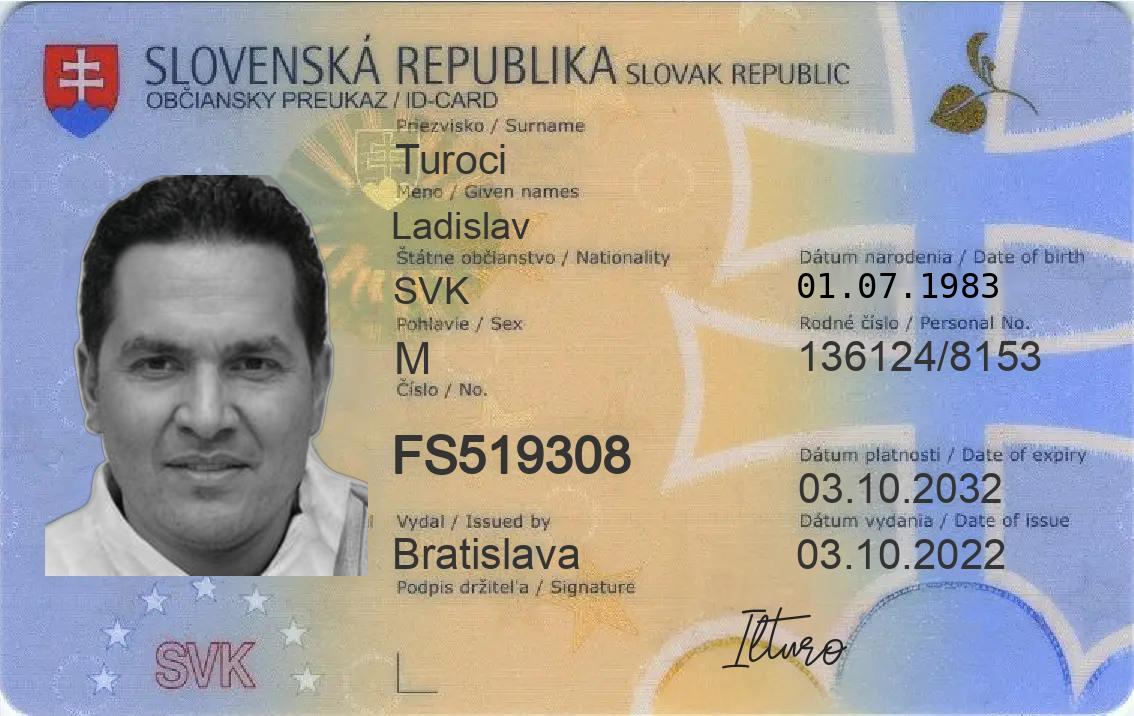 SLOVENSKÁ REPUBLIKA SLOVAK REPUBLIC
OBČIANSKY PREUKAZ / ID-CARD
Priezvisko / Surname
Turoci
Meno / Given names
Ladislav
Štátne občianstvo / Nationality
SVK
Dátum narodenia / Date of birth
01.07.1983
Pohlavie / Sex
M
Rodné číslo / Personal No.
136124/8153
Číslo / No.
FS519308
Dátum platnosti / Date of expiry
03.10.2032
Vydal / Issued by
Bratislava
Dátum vydania / Date of issue
03.10.2022
Podpis držiteľa / Signature
Ilturo
SVK